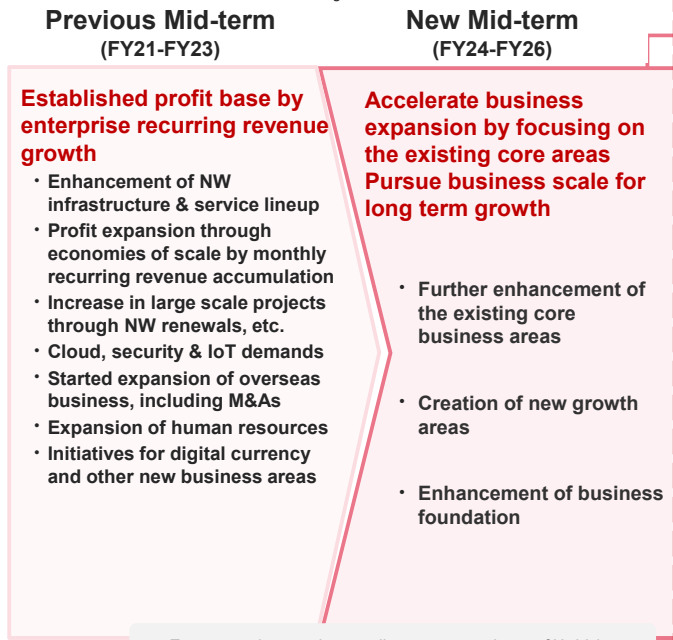 Previous Mid-term
(FY21-FY23)
Established profit base by
enterprise recurring revenue
growth
・Enhancement of NW
infrastructure & service lineup
・Profit expansion through
economies of scale by monthly
recurring revenue accumulation
・Increase in large scale projects
through NW renewals, etc.
・Cloud, security & IoT demands
・Started expansion of overseas
business, including M&As
・Expansion of human resources
・Initiatives for digital currency
and other new business areas
New Mid-term
(FY24-FY26)
Accelerate business
expansion by focusing on
the existing core areas
Pursue business scale for
long term growth
・Further enhancement of
the existing core
business areas
・Creation of new growth
areas
・Enhancement of business
foundation